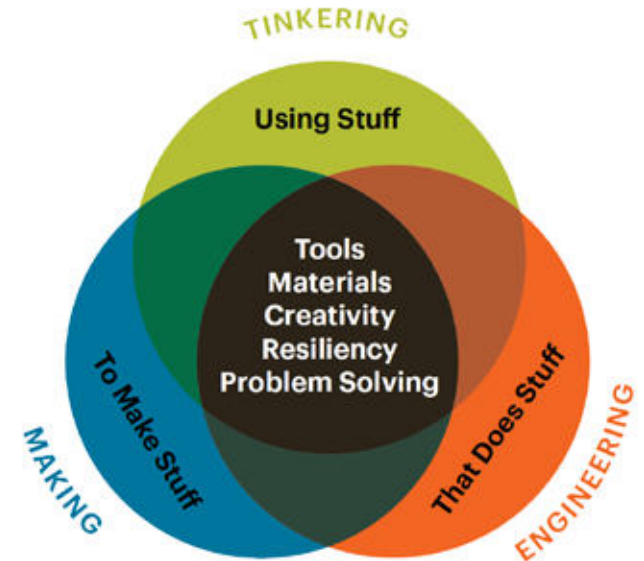 TINKERING
Using Stuff
Tools
Materials
Creativity
Resiliency
Problem Solving
To Make Stuff
That Does Stuff
MAKING
ENGINEERING